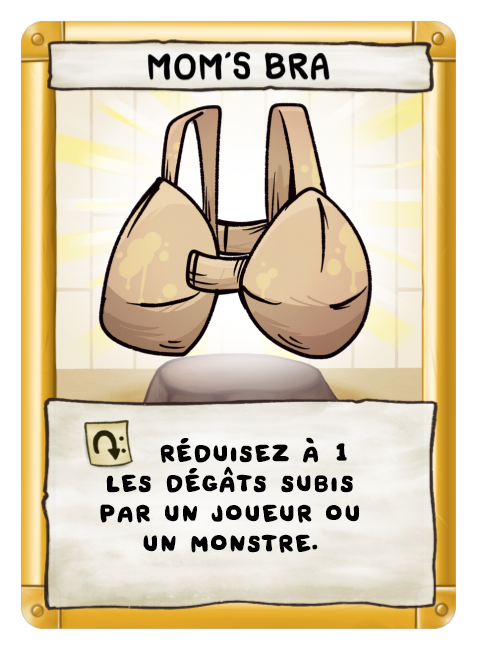 MOM'S BRA
RÉDUISEZ À 1
LES DÉGÂTS SUBIS
PAR UN JOUEUR OU
UN MONSTRE.